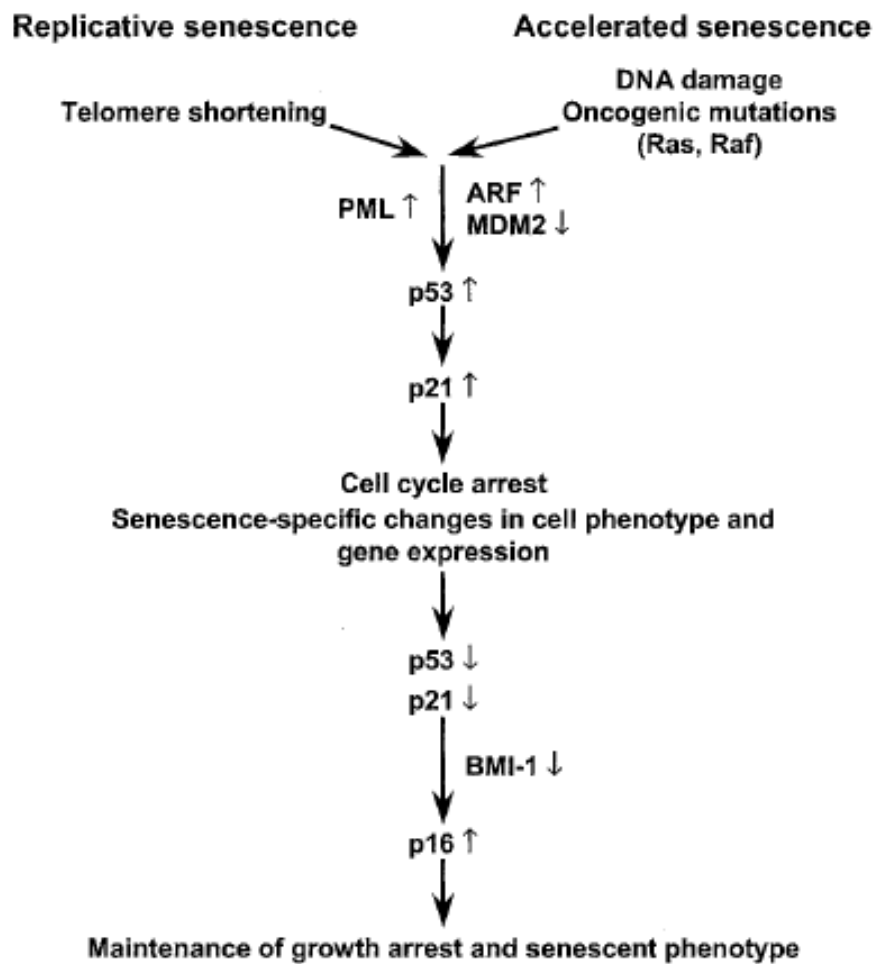 Replicative senescence
Accelerated senescence
Telomere shortening
DNA damage
Oncogenic mutations
(Ras, Raf)
PML ↑
ARF ↑
MDM2 ↓
p53 ↑
p21 ↑
Cell cycle arrest
Senescence-specific changes in cell phenotype and
gene expression
p53 ↓
p21 ↓
BMI-1 ↓
p16 ↑
Maintenance of growth arrest and senescent phenotype